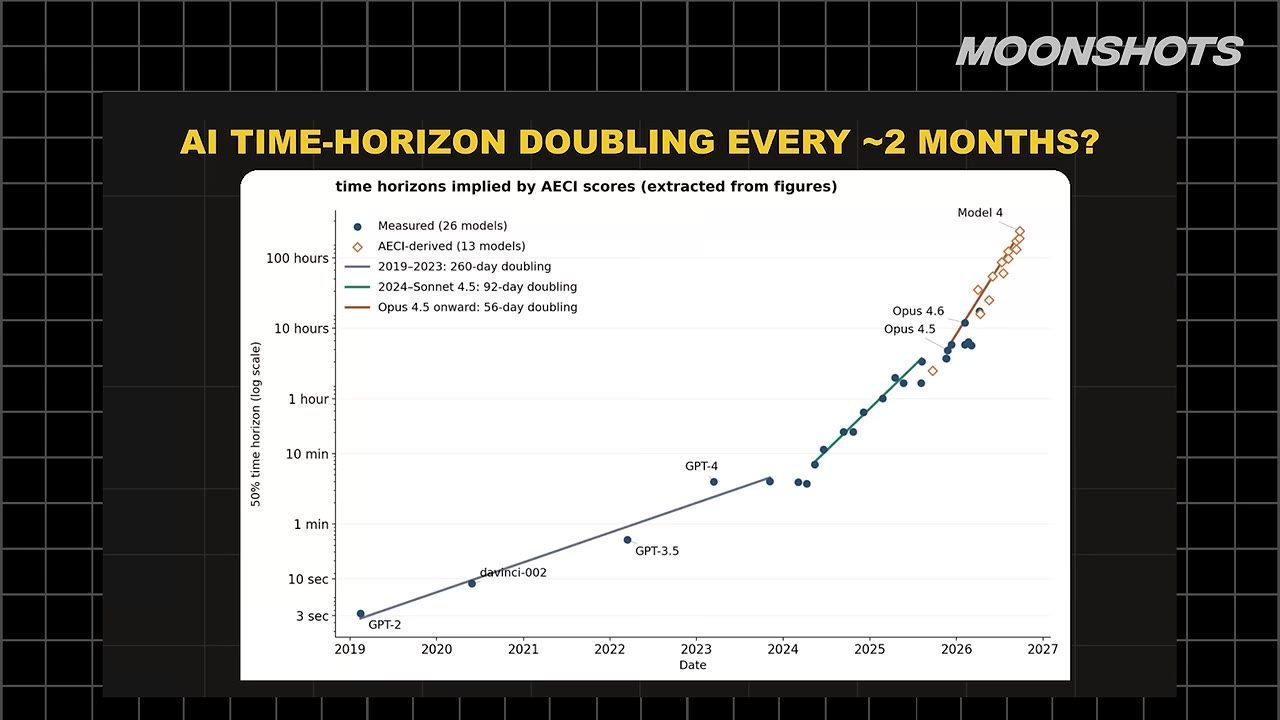 MOONSHOTS
AI TIME-HORIZON DOUBLING EVERY ~2 MONTHS?
time horizons implied by AECI scores (extracted from figures)
Measured (26 models)
AECI-derived (13 models)
2019–2023: 260-day doubling
2024–Sonnet 4.5: 92-day doubling
Opus 4.5 onward: 56-day doubling
Model 4
Opus 4.6
Opus 4.5
GPT-4
GPT-3.5
davinci-002
GPT-2
50% time horizon (log scale)
100 hours
10 hours
1 hour
10 min
1 min
10 sec
3 sec
2019 2020 2021 2022 2023 2024 2025 2026 2027
Date